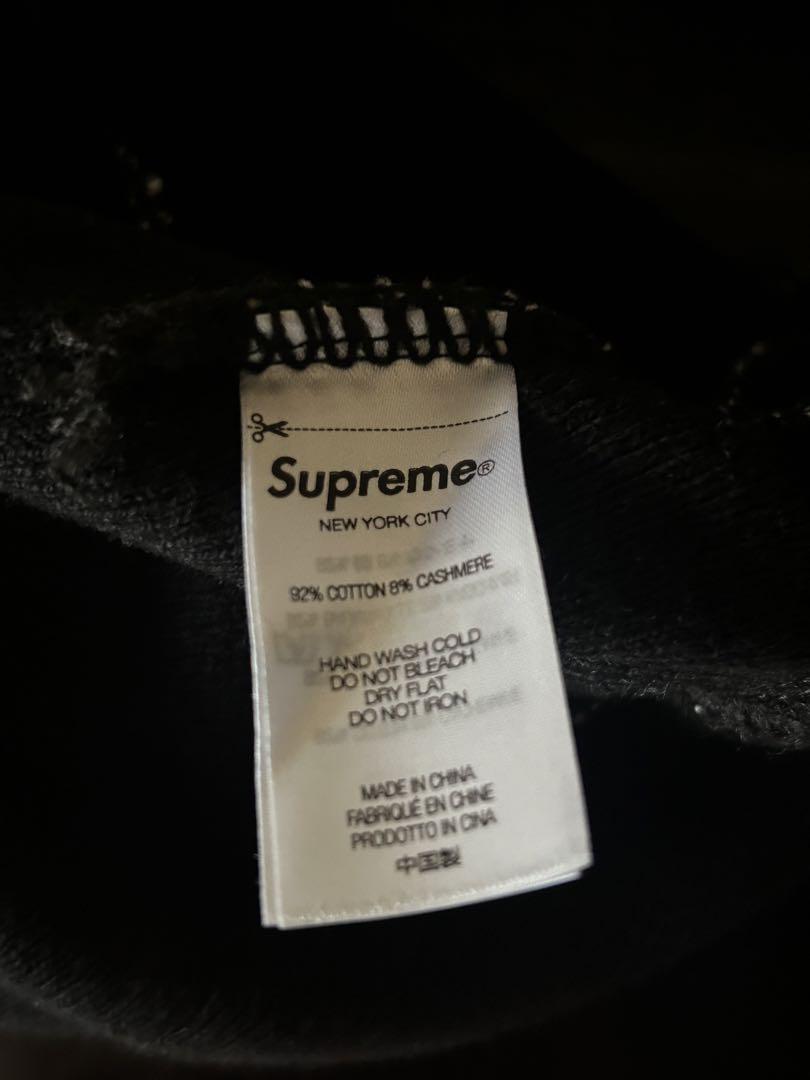 Supreme®
NEW YORK CITY
92% COTTON 8% CASHMERE
HAND WASH COLD
DO NOT BLEACH
DRY FLAT
DO NOT IRON
MADE IN CHINA
FABRIQUÉ EN CHINE
PRODOTTO IN CINA
中国製